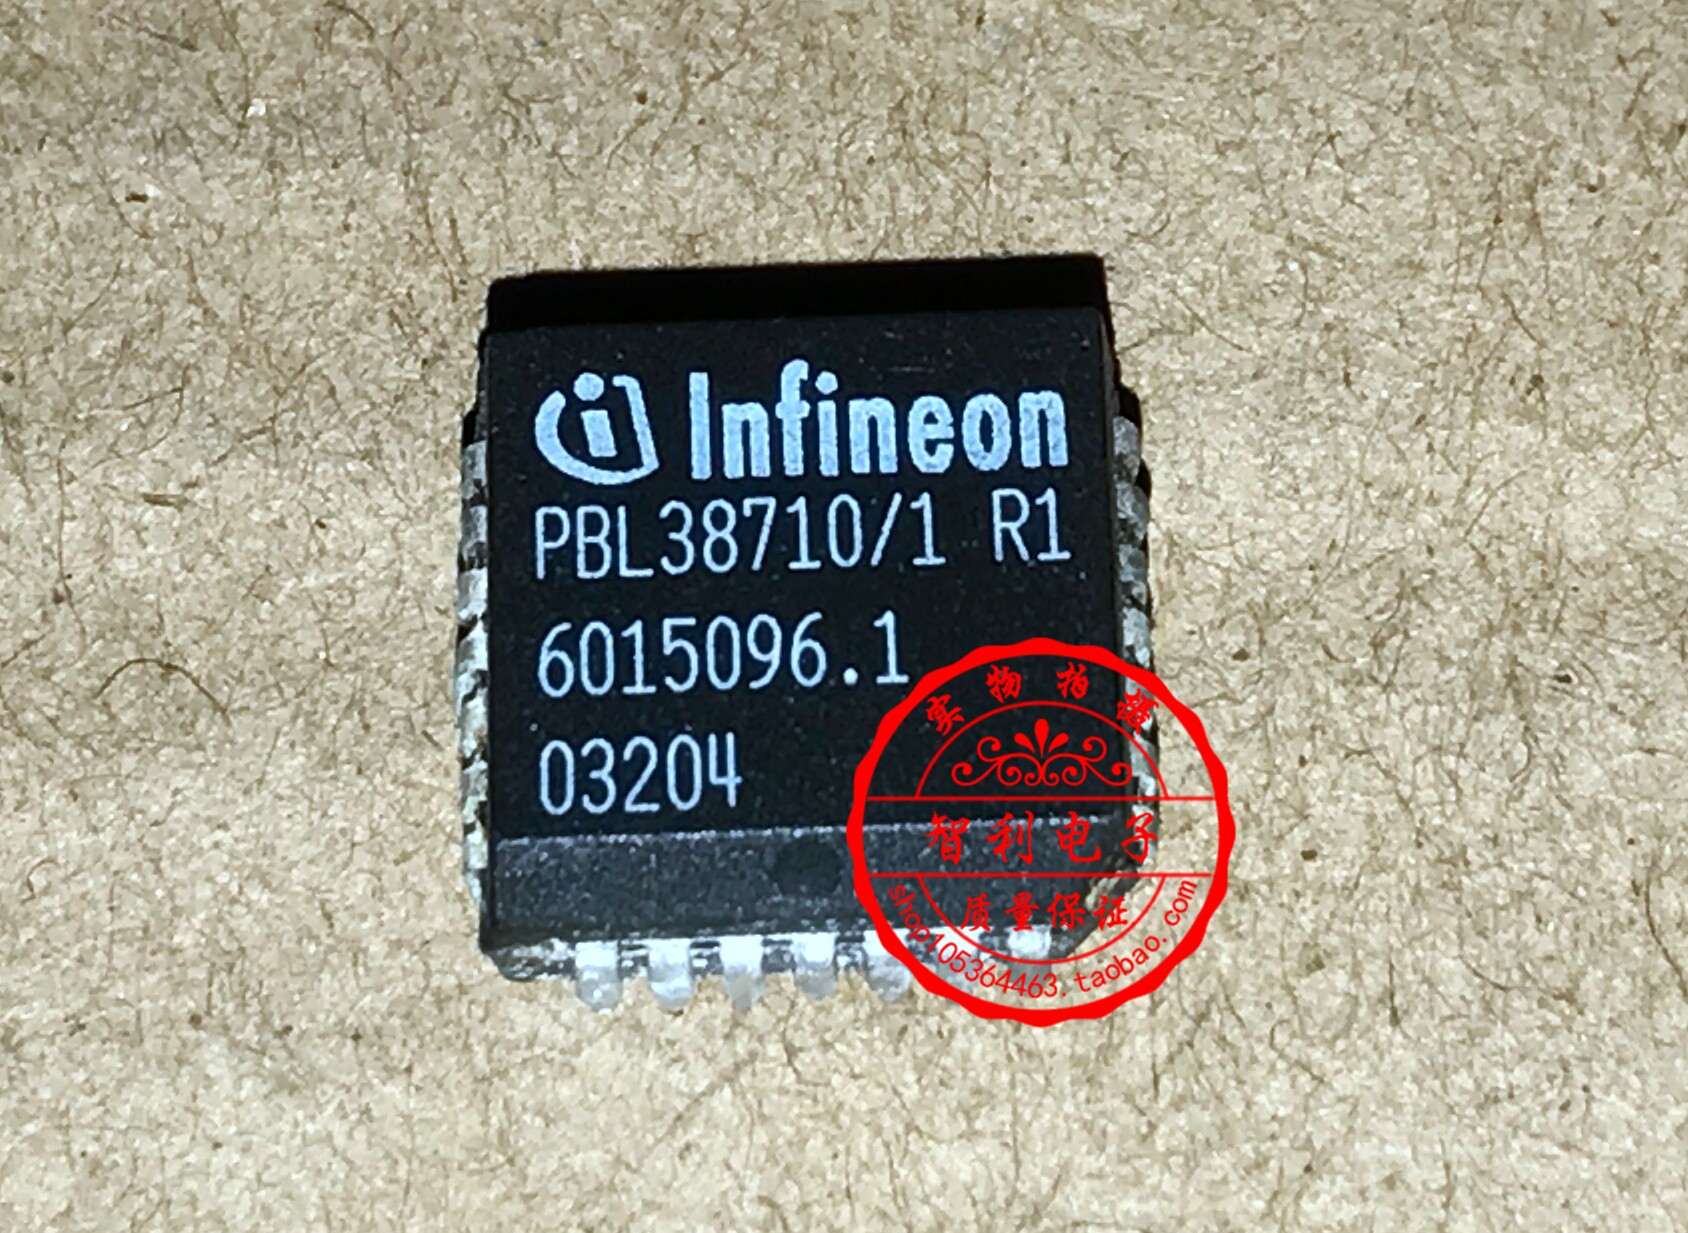 Infineon
PBL38710/1 R1
6015096.1
03204
实物拍摄
智利电子
质量保证
shop105364463.taobao.com